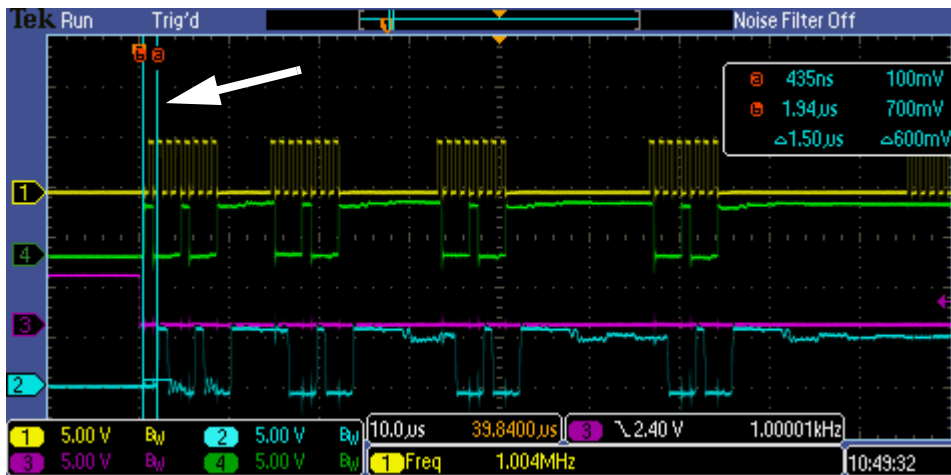 Tek Run Trig'd Noise Filter Off
b a
a 435ns 100mV
b 1.94µs 700mV
△1.50µs △600mV
1
4
3
2
1 5.00 V BW 2 5.00 V BW 10.0µs 39.8400µs 3 \ 2.40 V 1.00001kHz
3 5.00 V BW 4 5.00 V BW 1 Freq 1.004MHz 10:49:32